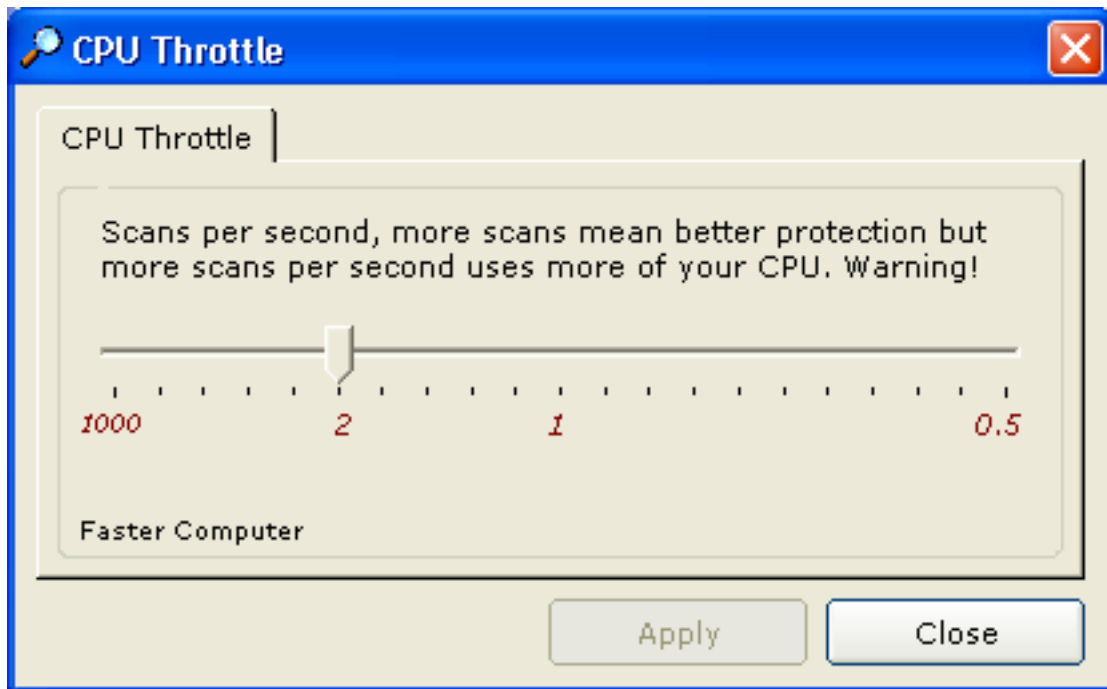 CPU Throttle
CPU Throttle
Scans per second, more scans mean better protection but
more scans per second uses more of your CPU. Warning!
1000 2 1 0.5
Faster Computer
Apply Close